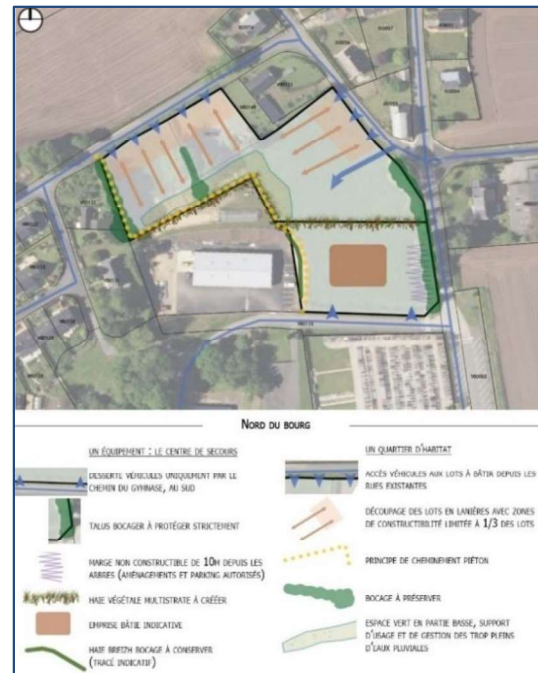 NORD DU BOURG
UN ÉQUIPEMENT : LE CENTRE DE SECOURS
DESSERTE VÉHICULES UNIQUEMENT PAR LE
CHEMIN DU GYMNASE, AU SUD
TALUS BOCAGER À PROTÉGER STRICTEMENT
MARGE NON CONSTRUCTIBLE DE 10M DEPUIS LES
ARBRES (AMÉNAGEMENTS ET PARKING AUTORISÉS)
HAIE VÉGÉTALE MULTISTRATE À CRÉÉER
EMPRISE BÂTIE INDICATIVE
HAIE BREIZH BOCAGE À CONSERVER
(TRACÉ INDICATIF)
UN QUARTIER D'HABITAT
ACCÈS VÉHICULES AUX LOTS À BÂTIR DEPUIS LES
RUES EXISTANTES
DÉCOUPAGE DES LOTS EN LANIÈRES AVEC ZONES
DE CONSTRUCTIBILITÉ LIMITÉE À 1/3 DES LOTS
PRINCIPE DE CHEMINEMENT PIÉTON
BOCAGE À PRÉSERVER
ESPACE VERT EN PARTIE BASSE, SUPPORT
D'USAGE ET DE GESTION DES TROP PLEINS
D'EAUX PLUVIALES